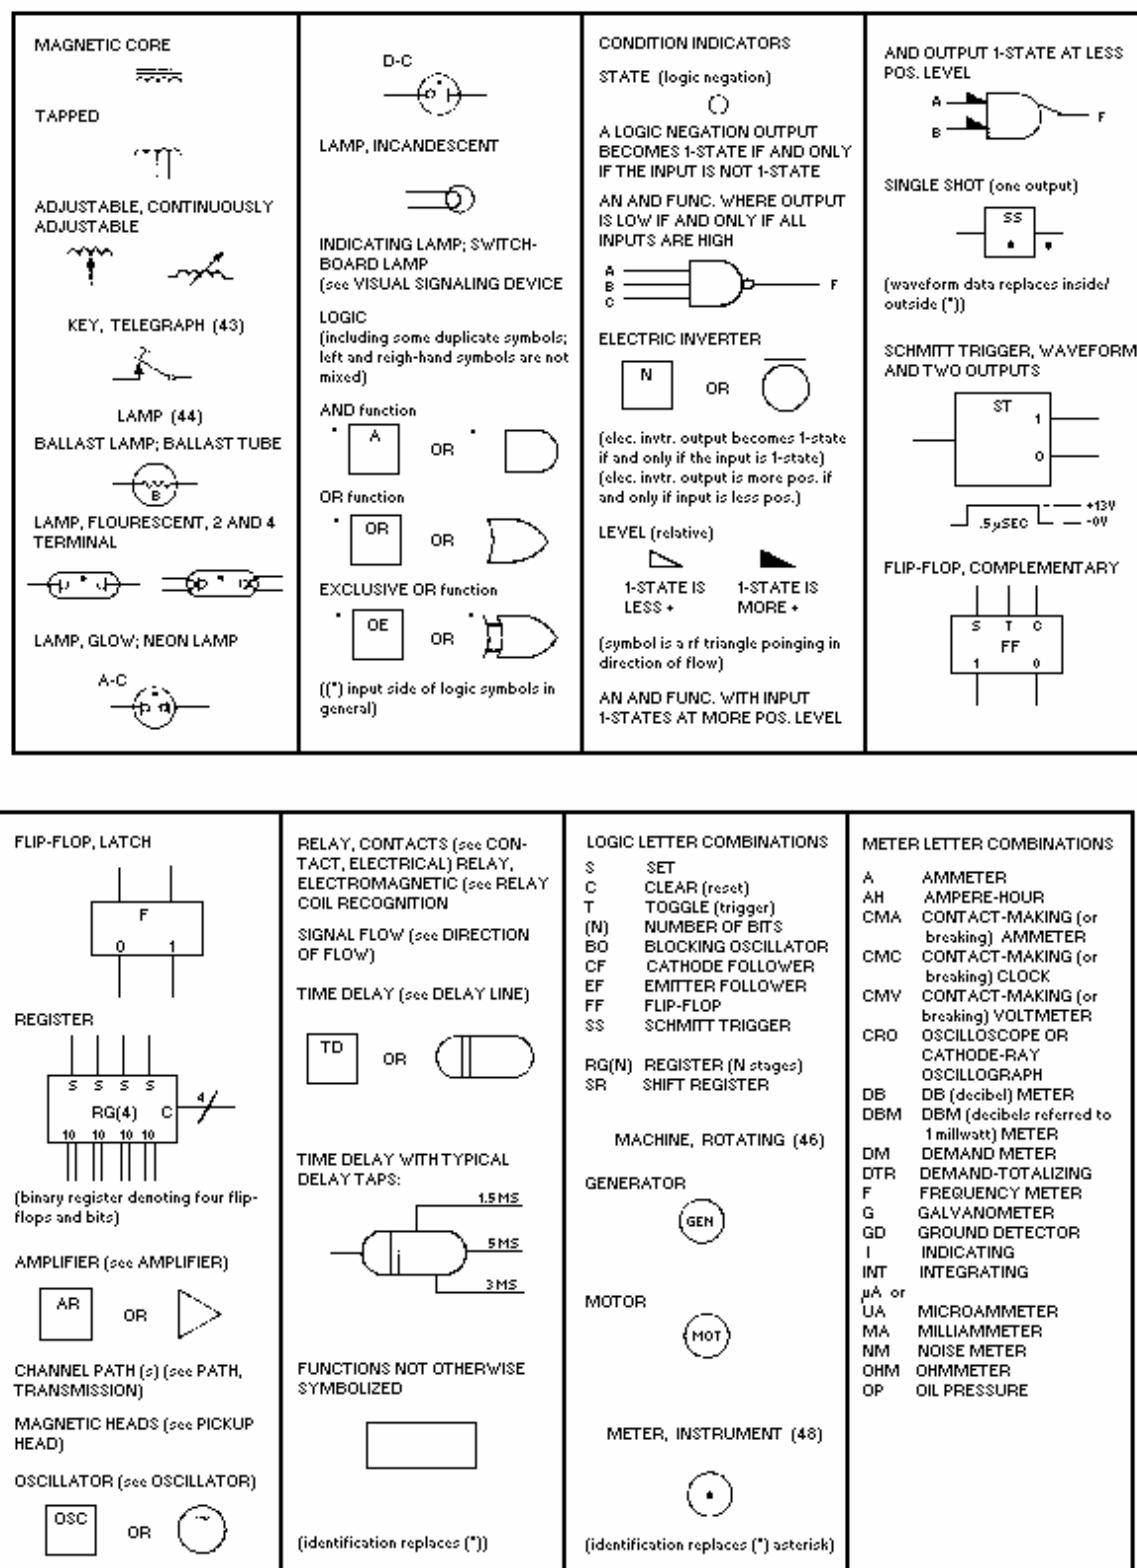 MAGNETIC CORE
TAPPED
ADJUSTABLE, CONTINUOUSLY
ADJUSTABLE
KEY, TELEGRAPH (43)
LAMP (44)
BALLAST LAMP; BALLAST TUBE
B
LAMP, FLOURESCENT, 2 AND 4
TERMINAL
LAMP, GLOW; NEON LAMP
A-C
D-C
LAMP, INCANDESCENT
INDICATING LAMP; SWITCH-
BOARD LAMP
(see VISUAL SIGNALING DEVICE
LOGIC
(including some duplicate symbols;
left and reigh-hand symbols are not
mixed)
AND function
* A OR *
OR function
* OR OR
EXCLUSIVE OR function
* OE OR *
((*) input side of logic symbols in
general)
CONDITION INDICATORS
STATE (logic negation)
A LOGIC NEGATION OUTPUT
BECOMES 1-STATE IF AND ONLY
IF THE INPUT IS NOT 1-STATE
AN AND FUNC. WHERE OUTPUT
IS LOW IF AND ONLY IF ALL
INPUTS ARE HIGH
A
B F
C
ELECTRIC INVERTER
N OR
(elec. invtr. output becomes 1-state
if and only if the input is 1-state)
(elec. invtr. output is more pos. if
and only if input is less pos.)
LEVEL (relative)
1-STATE IS 1-STATE IS
LESS + MORE +
(symbol is a rf triangle poinging in
direction of flow)
AN AND FUNC. WITH INPUT
1-STATES AT MORE POS. LEVEL
AND OUTPUT 1-STATE AT LESS
POS. LEVEL
A F
B
SINGLE SHOT (one output)
SS
(waveform data replaces inside/
outside (*))
SCHMITT TRIGGER, WAVEFORM
AND TWO OUTPUTS
ST
1
0
+13V
.5μSEC -0V
FLIP-FLOP, COMPLEMENTARY
S T C
FF
1 0
FLIP-FLOP, LATCH
F
0 1
REGISTER
S S S S 4
RG(4) C
10 10 10 10
(binary register denoting four flip-
flops and bits)
AMPLIFIER (see AMPLIFIER)
AR OR
CHANNEL PATH (s) (see PATH,
TRANSMISSION)
MAGNETIC HEADS (see PICKUP
HEAD)
OSCILLATOR (see OSCILLATOR)
OSC OR
RELAY, CONTACTS (see CON-
TACT, ELECTRICAL) RELAY,
ELECTROMAGNETIC (see RELAY
COIL RECOGNITION
SIGNAL FLOW (see DIRECTION
OF FLOW)
TIME DELAY (see DELAY LINE)
TD OR
TIME DELAY WITH TYPICAL
DELAY TAPS:
1.5 MS
5 MS
3 MS
FUNCTIONS NOT OTHERWISE
SYMBOLIZED
(identification replaces (*))
LOGIC LETTER COMBINATIONS
S SET
C CLEAR (reset)
T TOGGLE (trigger)
(N) NUMBER OF BITS
BO BLOCKING OSCILLATOR
CF CATHODE FOLLOWER
EF EMITTER FOLLOWER
FF FLIP-FLOP
SS SCHMITT TRIGGER
RG(N) REGISTER (N stages)
SR SHIFT REGISTER
MACHINE, ROTATING (46)
GENERATOR
GEN
MOTOR
MOT
METER, INSTRUMENT (48)
(identification replaces (*) asterisk)
METER LETTER COMBINATIONS
A AMMETER
AH AMPERE-HOUR
CMA CONTACT-MAKING (or
breaking) AMMETER
CMC CONTACT-MAKING (or
breaking) CLOCK
CMV CONTACT-MAKING (or
breaking) VOLTMETER
CRO OSCILLOSCOPE OR
CATHODE-RAY
OSCILLOGRAPH
DB DB (decibel) METER
DBM DBM (decibels referred to
1 millwatt) METER
DM DEMAND METER
DTR DEMAND-TOTALIZING
F FREQUENCY METER
G GALVANOMETER
GD GROUND DETECTOR
I INDICATING
INT INTEGRATING
μA or
UA MICROAMMETER
MA MILLIAMMETER
NM NOISE METER
OHM OHMMETER
OP OIL PRESSURE